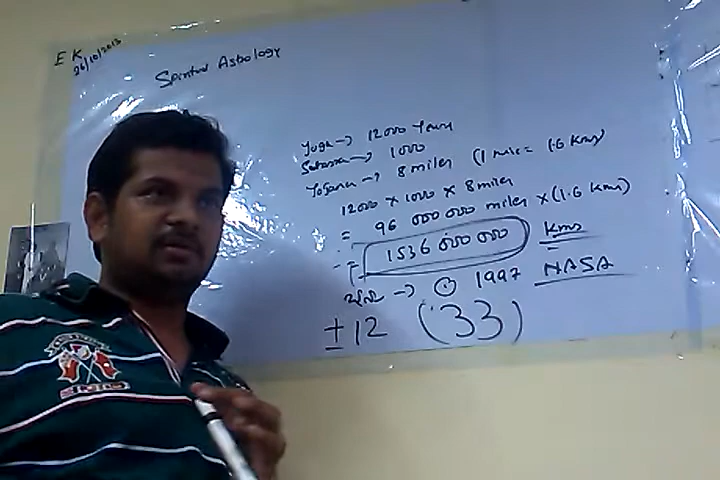 E K
26/10/2013
Spiritual Astrology
Yuga → 12000 Years
Sahasra → 1000
Yojana → 8 miles (1 mile = 1.6 Kms)
12000 × 1000 × 8 miles
= 96 000 000 miles × (1.6 Kms)
= 1536 000 000 Kms
→ 1997 NASA
± 12 (33)